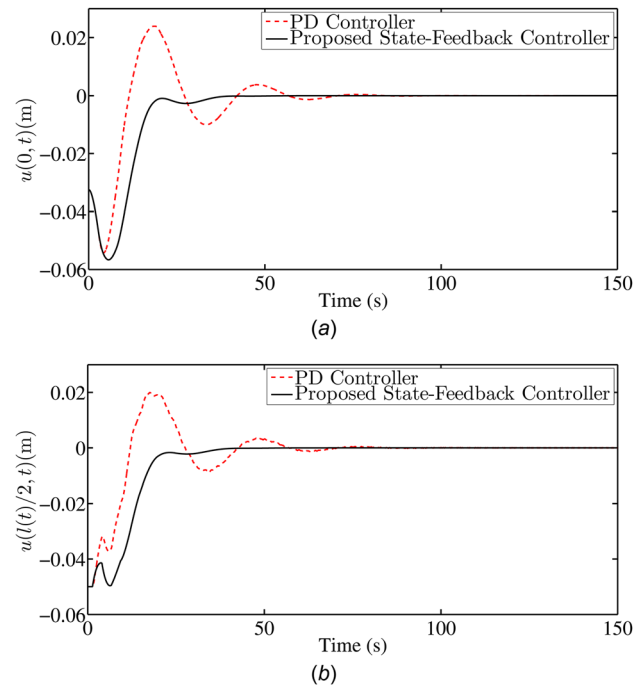 PD Controller
Proposed State-Feedback Controller
0.02
0
−0.02
−0.04
−0.06
u(0, t)(m)
0
50
100
150
Time (s)
(a)
PD Controller
Proposed State-Feedback Controller
0.02
0
−0.02
−0.04
−0.06
u(l(t)/2, t)(m)
0
50
100
150
Time (s)
(b)